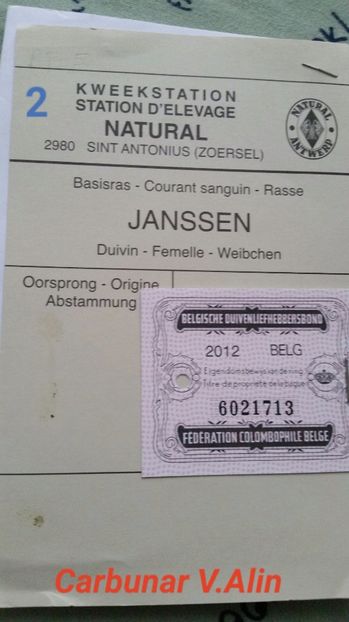 2
KWEEKSTATION
STATION D'ELEVAGE
NATURAL
2980 SINT ANTONIUS (ZOERSEL)
NATURAL
ANTWERP
Basisras - Courant sanguin - Rasse
JANSSEN
Duivin - Femelle - Weibchen
Oorsprong - Origine
Abstammung
BELGISCHE DUIVENLIEFHEBBERSBOND
2012 BELG
Eigendomsbewijs van de ring
Titre de propriété de la bague
6021713
FÉDÉRATION COLOMBOPHILE BELGE
Carbunar V.Alin